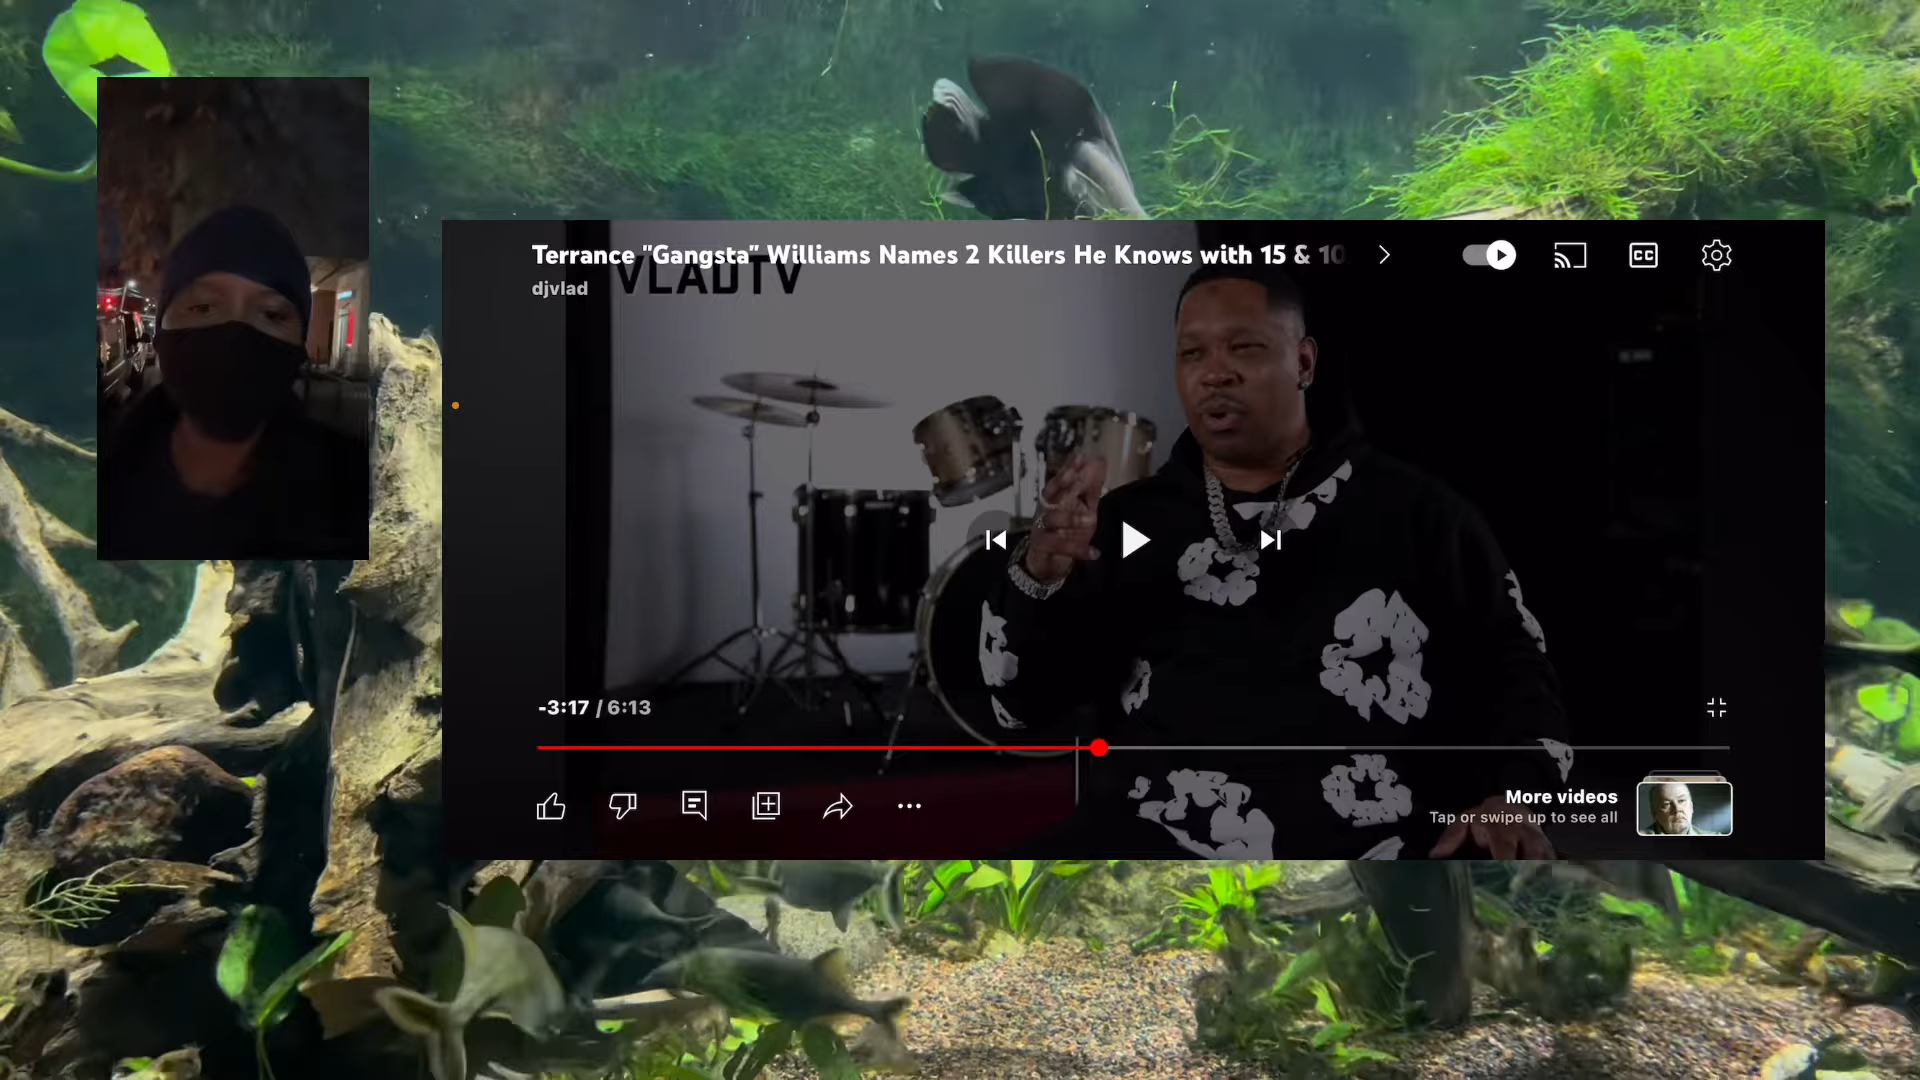 Terrance "Gangsta" Williams Names 2 Killers He Knows with 15 & 10
djvlad
VLADTV
CC
-3:17 / 6:13
More videos
Tap or swipe up to see all